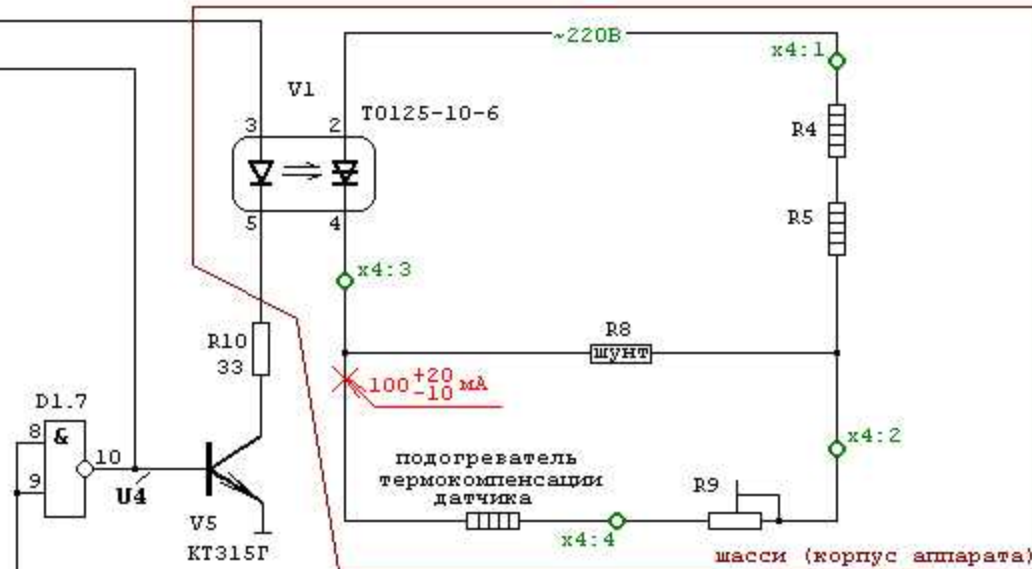 ~220В
x4:1
V1
TO125-10-6
3
2
R4
5
4
R5
x4:3
R8
шунт
R10
33
100 +20 -10 мА
D1.7
8
&
10
9
U4
x4:2
подогреватель
термокомпенсации
датчика
R9
V5
КТ315Г
x4:4
шасси (корпус аппарата)